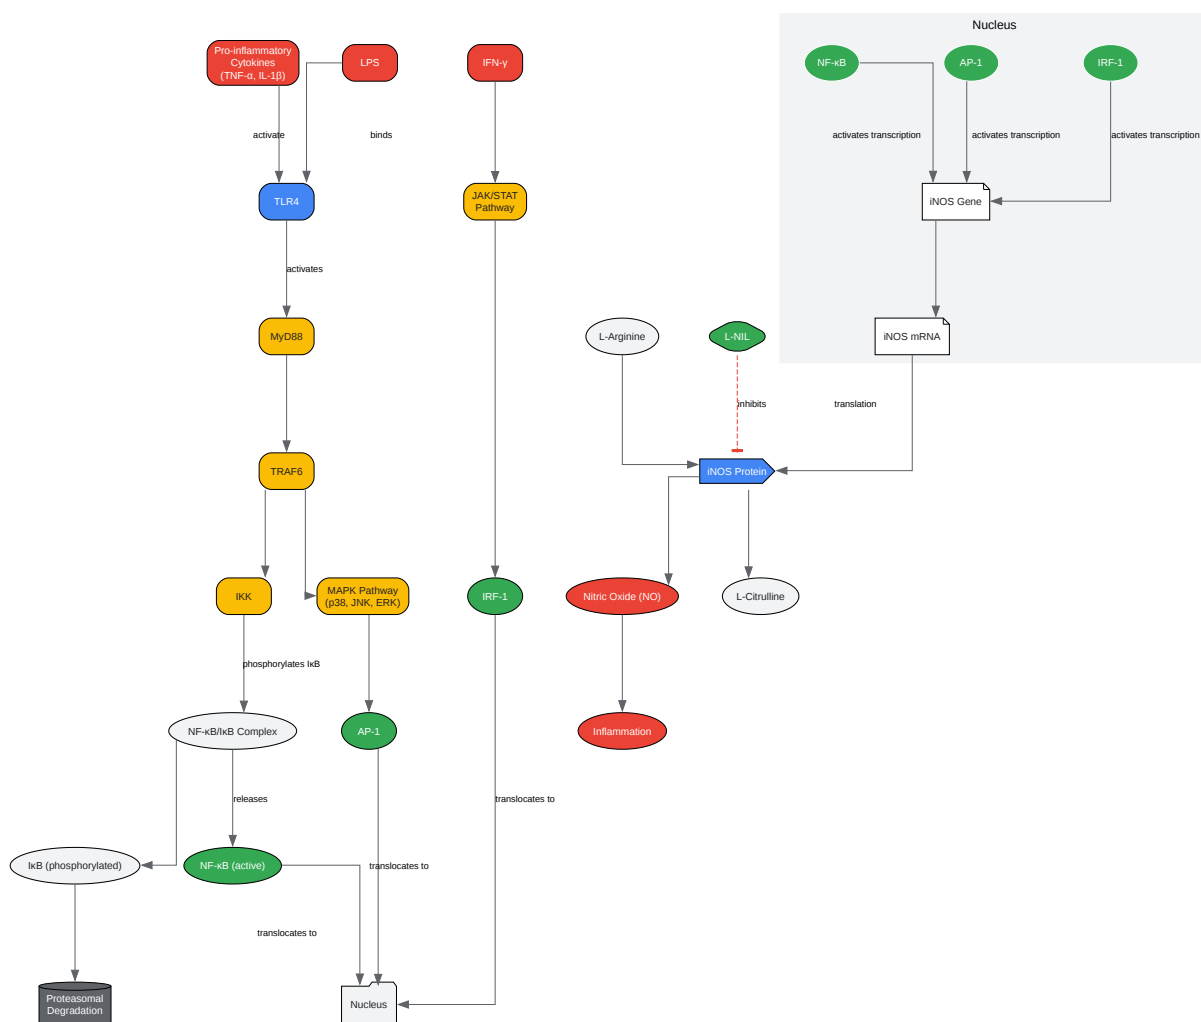 Nucleus
Pro-inflammatory
Cytokines
(TNF-α, IL-1β)
LPS
IFN-γ
NF-κB
AP-1
IRF-1
activate
binds
activates transcription
activates transcription
activates transcription
TLR4
JAK/STAT
Pathway
iNOS Gene
activates
MyD88
L-Arginine
L-NIL
iNOS mRNA
inhibits
translation
TRAF6
iNOS Protein
IKK
MAPK Pathway
(p38, JNK, ERK)
IRF-1
Nitric Oxide (NO)
L-Citrulline
phosphorylates IκB
NF-κB/IκB Complex
AP-1
Inflammation
releases
translocates to
IκB (phosphorylated)
NF-κB (active)
translocates to
translocates to
Proteasomal
Degradation
Nucleus